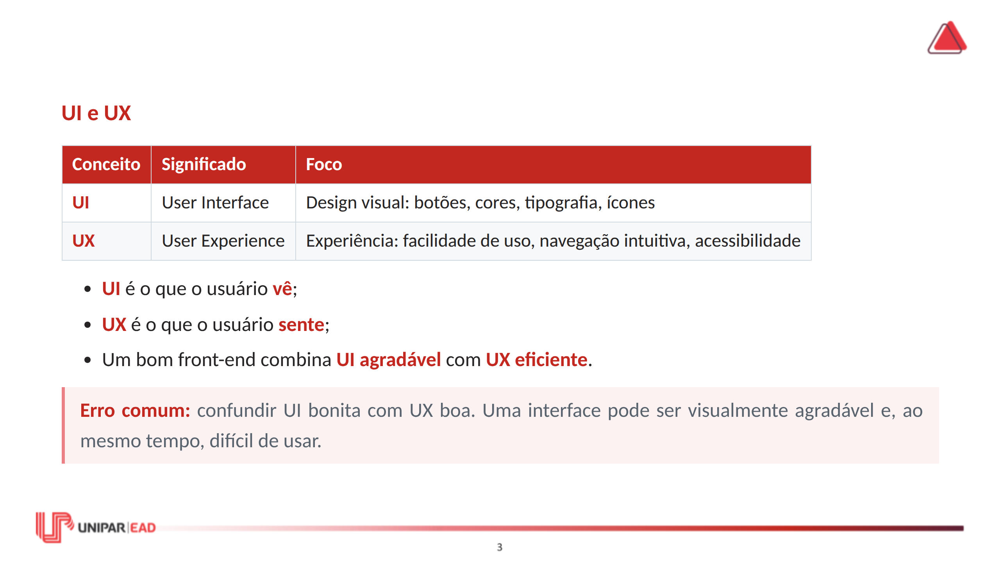 UI e UX
Conceito Significado Foco
UI User Interface Design visual: botões, cores, tipografia, ícones
UX User Experience Experiência: facilidade de uso, navegação intuitiva, acessibilidade
• UI é o que o usuário vê;
• UX é o que o usuário sente;
• Um bom front-end combina UI agradável com UX eficiente.
Erro comum: confundir UI bonita com UX boa. Uma interface pode ser visualmente agradável e, ao
mesmo tempo, difícil de usar.
UNIPAR|EAD
3